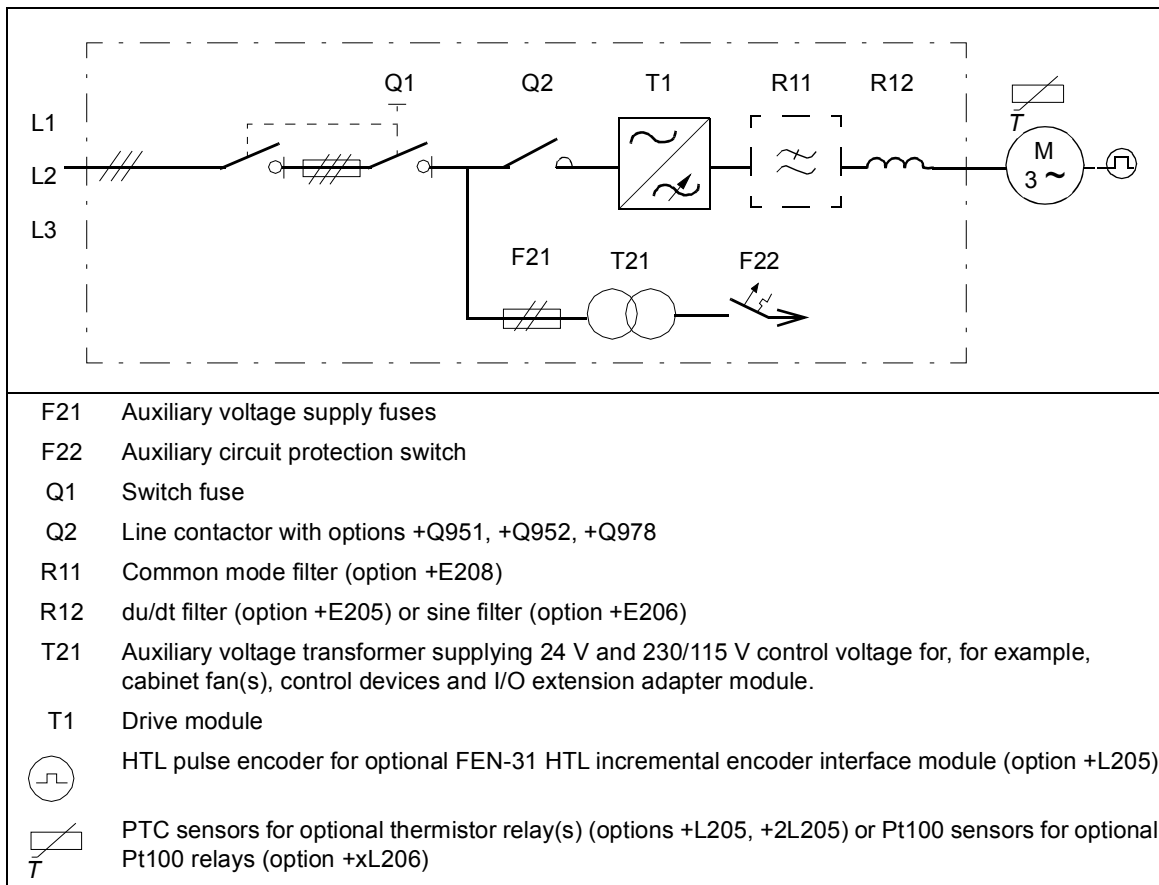 Q1 Q2 T1 R11 R12
L1
L2
L3
T
M
3 ~
F21 T21 F22
F21 Auxiliary voltage supply fuses
F22 Auxiliary circuit protection switch
Q1 Switch fuse
Q2 Line contactor with options +Q951, +Q952, +Q978
R11 Common mode filter (option +E208)
R12 du/dt filter (option +E205) or sine filter (option +E206)
T21 Auxiliary voltage transformer supplying 24 V and 230/115 V control voltage for, for example,
cabinet fan(s), control devices and I/O extension adapter module.
T1 Drive module
HTL pulse encoder for optional FEN-31 HTL incremental encoder interface module (option +L205)
PTC sensors for optional thermistor relay(s) (options +L205, +2L205) or Pt100 sensors for optional
T Pt100 relays (option +xL206)